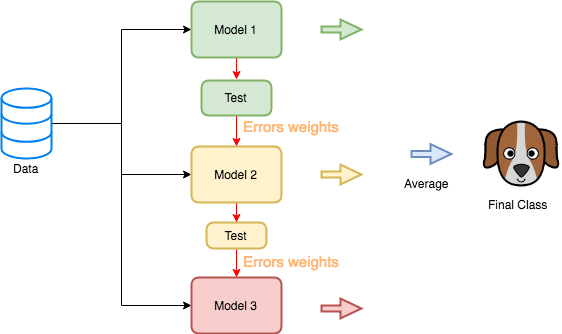 Model 1
Test
Errors weights
Data
Model 2
Average
Final Class
Test
Errors weights
Model 3